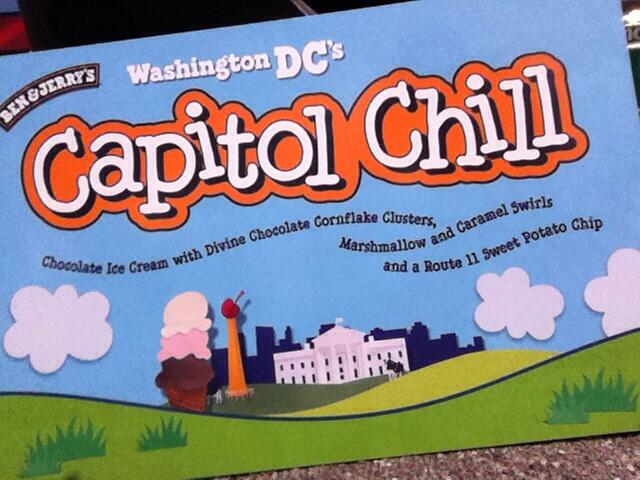 BEN & JERRY'S
Washington DC's
Capitol Chill
Chocolate Ice Cream with Divine Chocolate Cornflake Clusters,
Marshmallow and Caramel Swirls
and a Route 11 Sweet Potato Chip